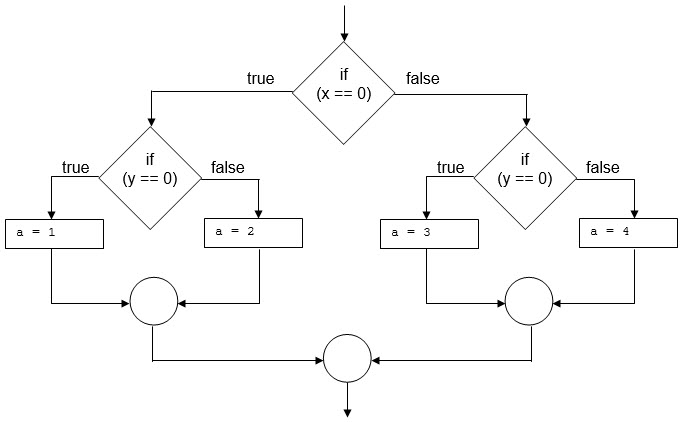 if
(x == 0)
true
false
if
(y == 0)
true
false
if
(y == 0)
true
false
a = 1
a = 2
a = 3
a = 4